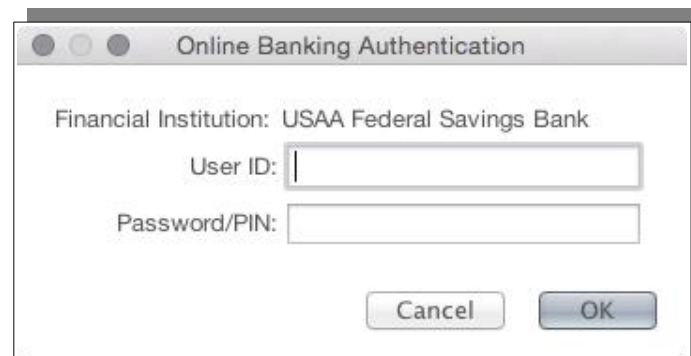 Online Banking Authentication
Financial Institution: USAA Federal Savings Bank
User ID:
Password/PIN:
Cancel OK